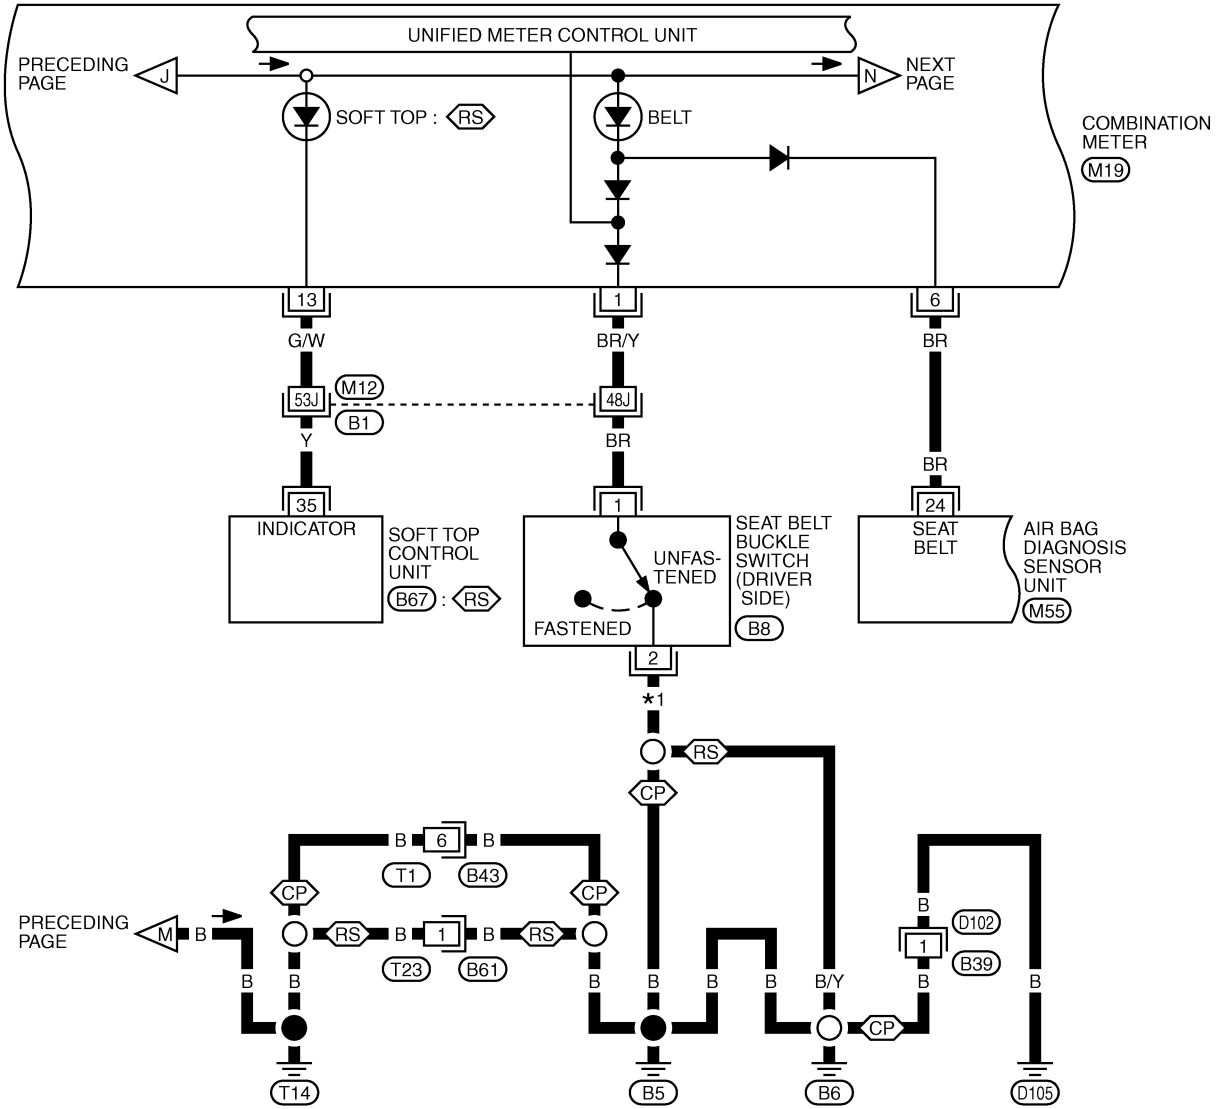 UNIFIED METER CONTROL UNIT
PRECEDING
PAGE
J
N
NEXT
PAGE
SOFT TOP : RS
BELT
COMBINATION
METER
M19
13
1
6
G/W
BR/Y
BR
53J
M12
48J
B1
Y
BR
BR
35
1
24
INDICATOR
SOFT TOP
CONTROL
UNIT
B67 : RS
UNFAS-
TENED
FASTENED
SEAT BELT
BUCKLE
SWITCH
(DRIVER
SIDE)
B8
SEAT
BELT
AIR BAG
DIAGNOSIS
SENSOR
UNIT
M55
2
*1
RS
CP
B 6 B
T1 B43
CP
CP
PRECEDING
PAGE
M B
RS B 1 B RS
T23 B61
B
D102
1
B39
B
B
B
B
B
B
B/Y
B
B
CP
T14
B5
B6
D105